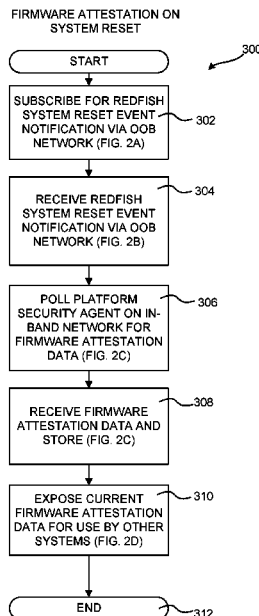 FIRMWARE ATTESTATION ON
SYSTEM RESET
300
START
SUBSCRIBE FOR REDFISH
SYSTEM RESET EVENT
NOTIFICATION VIA OOB
NETWORK (FIG. 2A)
302
RECEIVE REDFISH
SYSTEM RESET EVENT
NOTIFICATION VIA OOB
NETWORK (FIG. 2B)
304
POLL PLATFORM
SECURITY AGENT ON IN-
BAND NETWORK FOR
FIRMWARE ATTESTATION
DATA (FIG. 2C)
306
RECEIVE FIRMWARE
ATTESTATION DATA AND
STORE (FIG. 2C)
308
EXPOSE CURRENT
FIRMWARE ATTESTATION
DATA FOR USE BY OTHER
SYSTEMS (FIG. 2D)
310
END
312